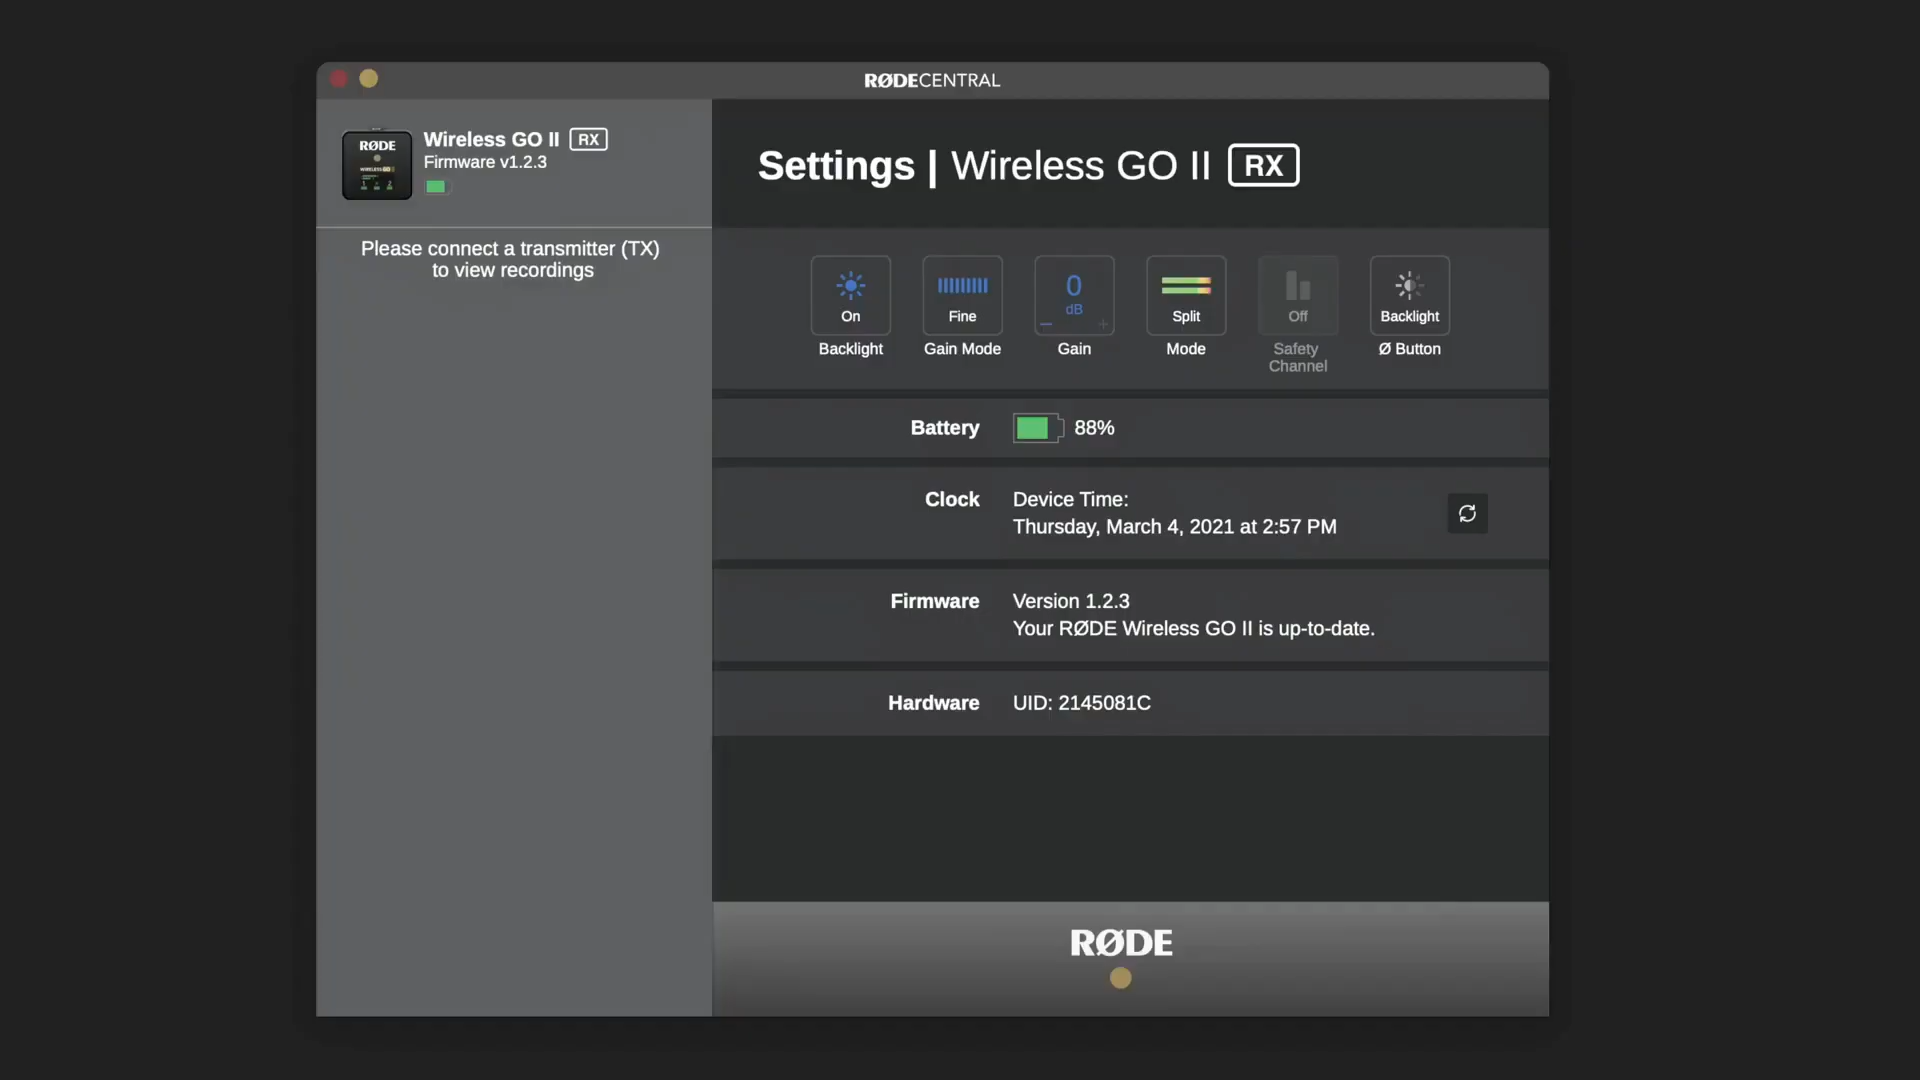 RØDECENTRAL
RØDE
WIRELESS GO II
Wireless GO II RX
Firmware v1.2.3
Please connect a transmitter (TX)
to view recordings
Settings | Wireless GO II RX
On
Backlight
Fine
Gain Mode
0
dB
− +
Gain
Split
Mode
Off
Safety
Channel
Backlight
Ø Button
Battery 88%
Clock Device Time:
Thursday, March 4, 2021 at 2:57 PM
Firmware Version 1.2.3
Your RØDE Wireless GO II is up-to-date.
Hardware UID: 2145081C
RØDE